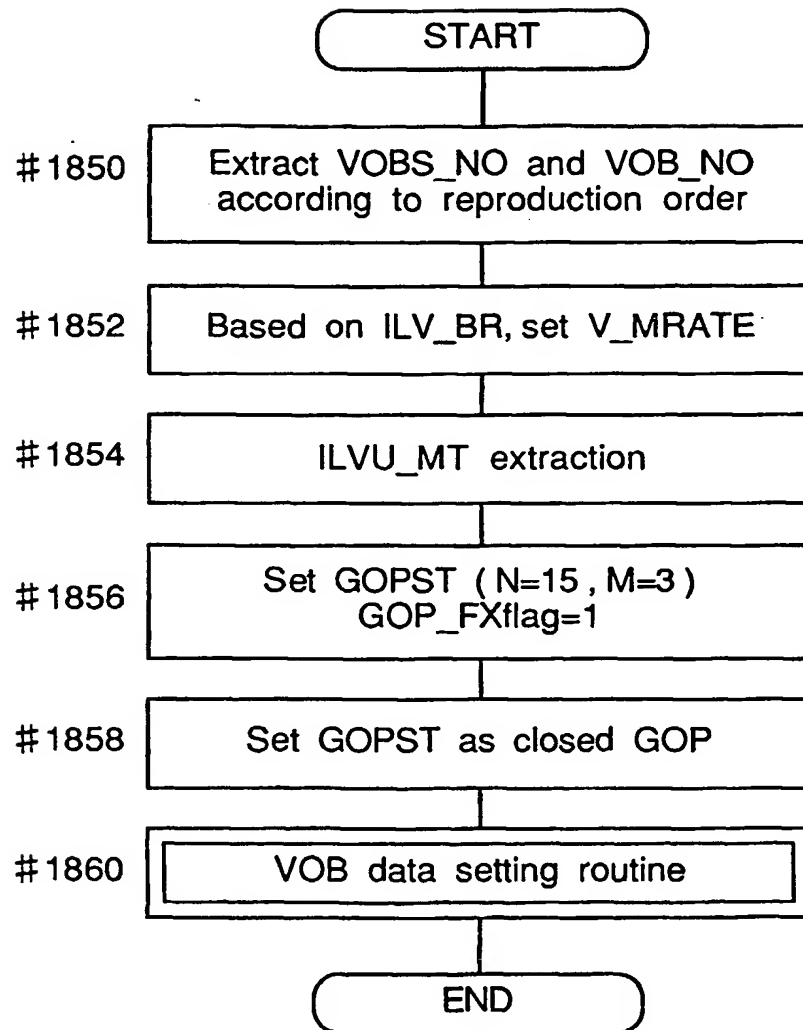 START
#1850
Extract VOBS_NO and VOB_NO
according to reproduction order
#1852
Based on ILV_BR, set V_MRATE
#1854
ILVU_MT extraction
#1856
Set GOPST (N=15, M=3)
GOP_FXflag=1
#1858
Set GOPST as closed GOP
#1860
VOB data setting routine
END